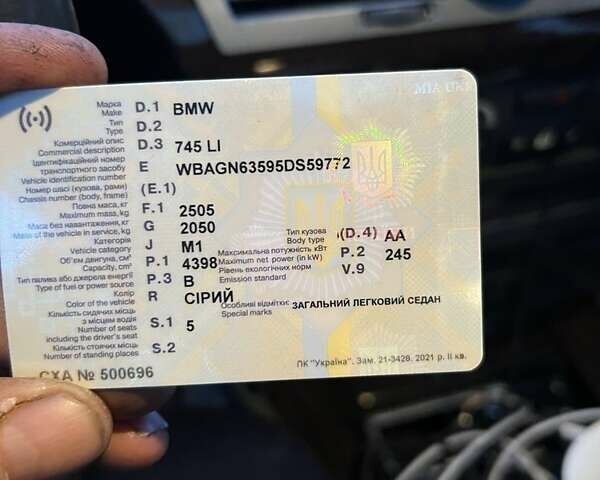 MIA UKR
Марка D.1 BMW
Make
Тип D.2
Type
Комерційний опис D.3 745 LI
Commercial description
Ідентифікаційний номер E WBAGN63595DS59772
транспортного засобу
Vehicle identification number
Номер шасі (кузова, рами) (E.1)
Chassis number (body, frame)
Повна маса, кг F.1 2505
Maximum mass, kg
Маса без навантаження, кг G 2050 Тип кузова (D.4) AA
Mass of the vehicle in service, kg Body type
Категорія J M1 Максимальна потужність кВт P.2 245
Vehicle category Maximum net power (in kW)
Об'єм двигуна, см³ P.1 4398 Рівень екологічних норм V.9
Capacity, cm³ Emission standard
Тип палива або джерела енергії P.3 B
Type of fuel or power source
Колір R СІРИЙ Особливі відмітки: ЗАГАЛЬНИЙ ЛЕГКОВИЙ СЕДАН
Color of the vehicle Special marks
Кількість сидячих місць S.1 5
з місцем водія
Number of seats
including the driver's seat
Кількість стоячих місць S.2
Number of standing places
СХА № 500696
ПК "Україна". Зам. 21-3428. 2021 р. II кв.